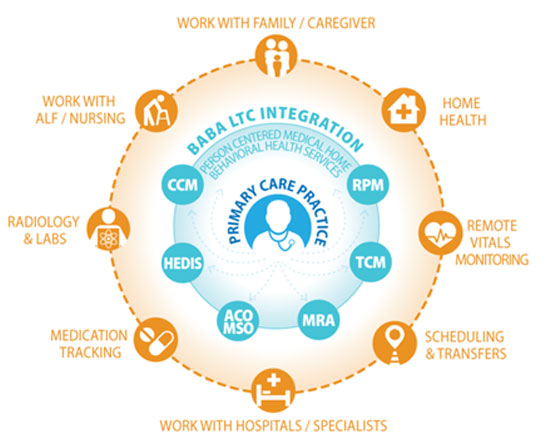 WORK WITH FAMILY / CAREGIVER
WORK WITH
ALF / NURSING
HOME
HEALTH
BABA LTC INTEGRATION
PERSON CENTERED MEDICAL HOME
BEHAVIORAL HEALTH SERVICES
CCM
RPM
PRIMARY CARE PRACTICE
RADIOLOGY
& LABS
REMOTE
VITALS
MONITORING
HEDIS
TCM
ACO
MSO
MRA
MEDICATION
TRACKING
SCHEDULING
& TRANSFERS
WORK WITH HOSPITALS / SPECIALISTS